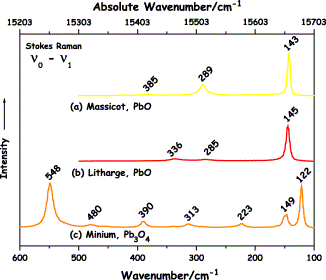 Absolute Wavenumber/cm⁻¹
15203 15303 15403 15503 15603 15703
Stokes Raman
ν₀ - ν₁
385 289 143
(a) Massicot, PbO
336 285 145
(b) Litharge, PbO
548 480 390 313 223 149 122
(c) Minium, Pb₃O₄
Intensity
600 500 400 300 200 100
Wavenumber/cm⁻¹